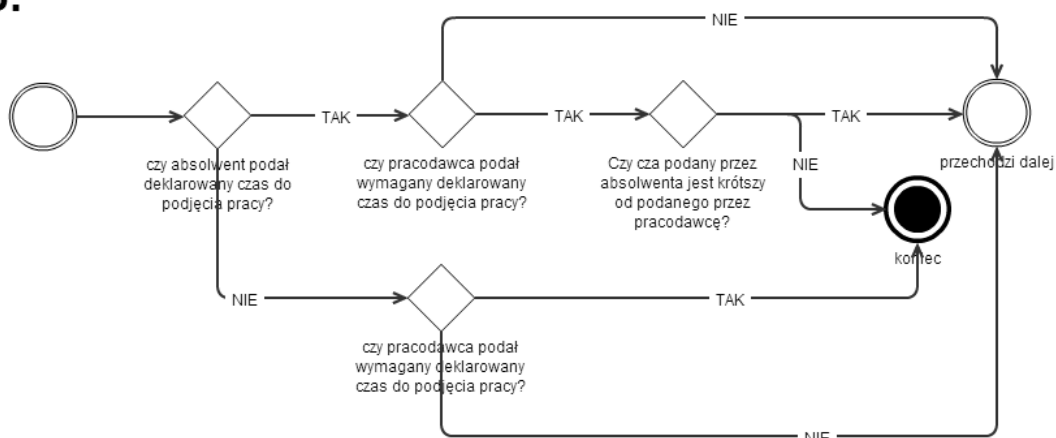 NIE
TAK
TAK
TAK
czy absolwent podał
deklarowany czas do
podjęcia pracy?
czy pracodawca podał
wymagany deklarowany
czas do podjęcia pracy?
Czy cza podany przez
absolwenta jest krótszy
od podanego przez
pracodawcę?
NIE
przechodzi dalej
koniec
NIE
TAK
czy pracodawca podał
wymagany deklarowany
czas do podjęcia pracy?
NIE